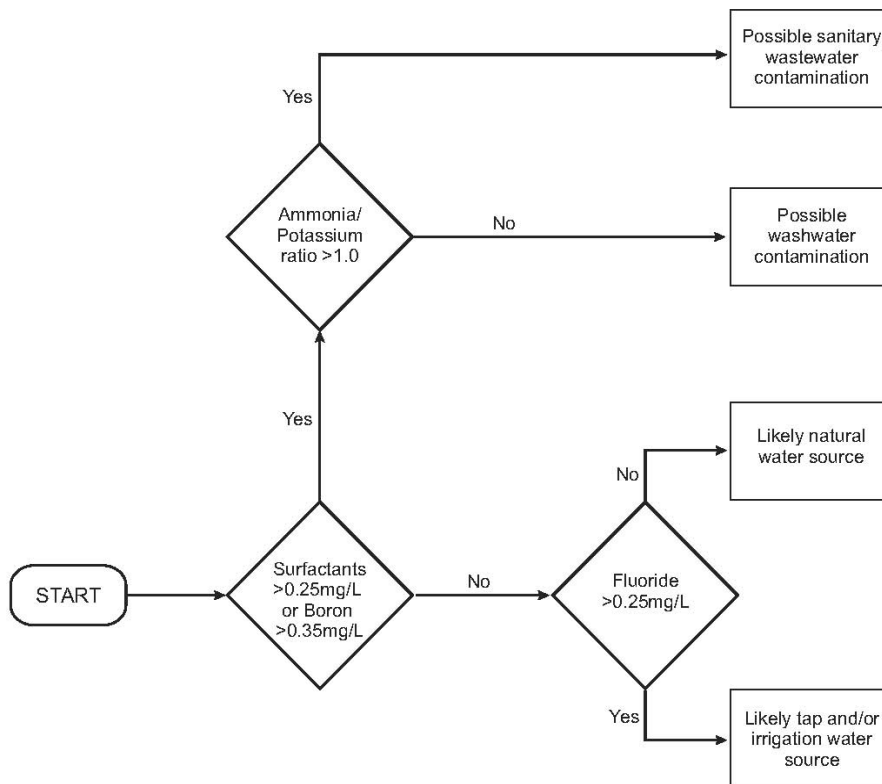 Possible sanitary
wastewater
contamination
Yes
Ammonia/
Potassium
ratio >1.0
No
Possible
washwater
contamination
Yes
Likely natural
water source
No
START
Surfactants
>0.25mg/L
or Boron
>0.35mg/L
No
Fluoride
>0.25mg/L
Yes
Likely tap and/or
irrigation water
source